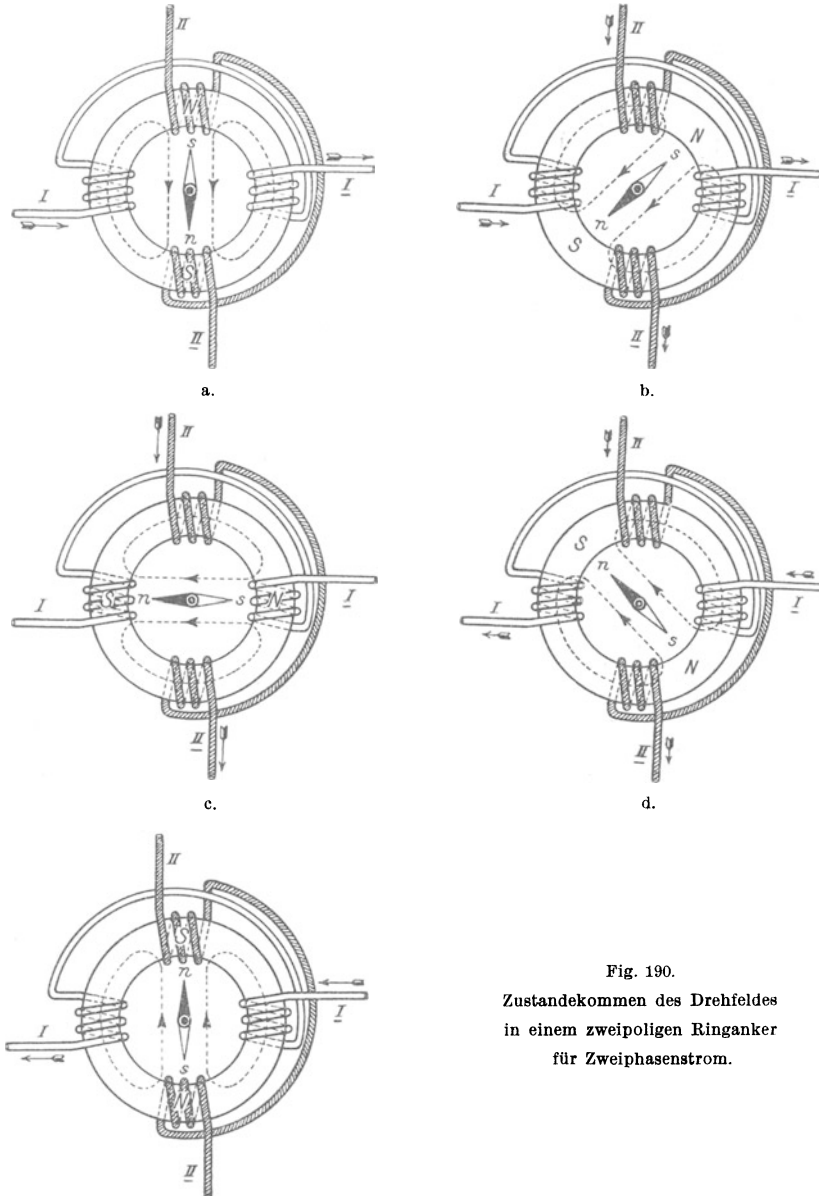 II
N
s
I
I
n
S
II
a.
II
N
s
I
I
n
S
II
b.
II
I
S n s N
I
II
c.
II
S
n
I
I
s
N
II
d.
II
S
n
I
I
s
N
II
Fig. 190.
Zustandekommen des Drehfeldes
in einem zweipoligen Ringanker
für Zweiphasenstrom.